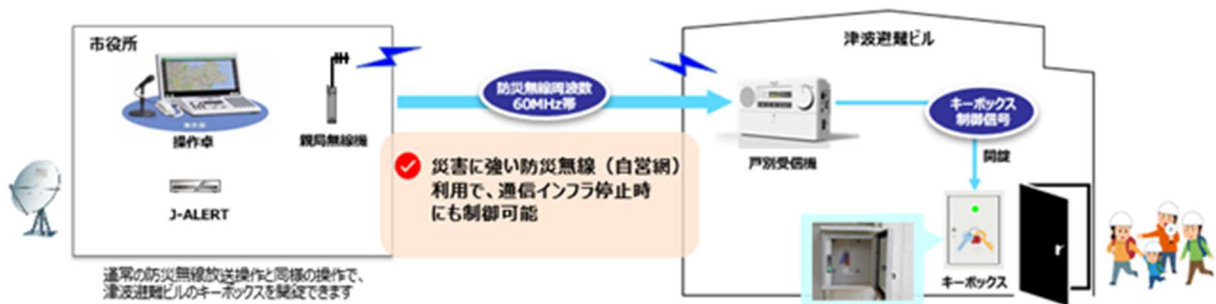 市役所
操作卓
親局無線機
J-ALERT
通常の防災無線放送操作と同様の操作で、
津波避難ビルのキーボックスを開錠できます
防災無線周波数
60MHz帯
災害に強い防災無線（自営網）
利用で、通信インフラ停止時
にも制御可能
津波避難ビル
戸別受信機
キーボックス
制御信号
開錠
キーボックス